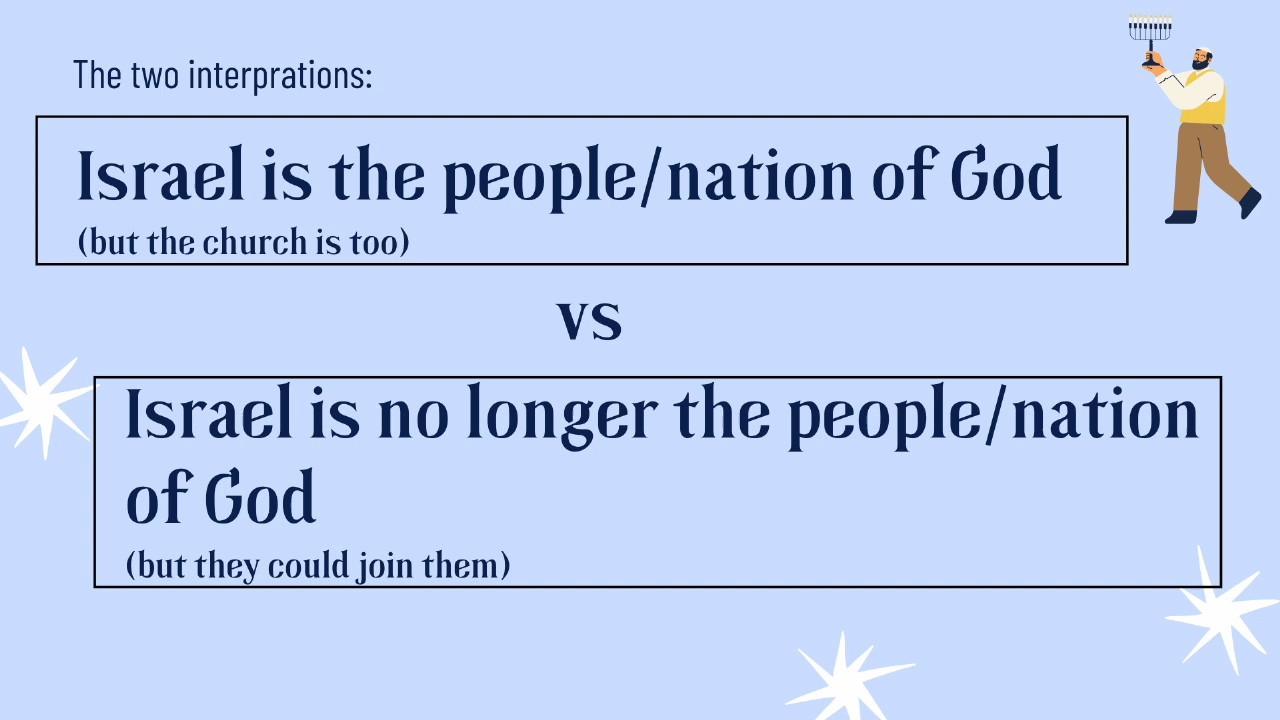 The two interprations:
Israel is the people/nation of God
(but the church is too)
vs
Israel is no longer the people/nation
of God
(but they could join them)